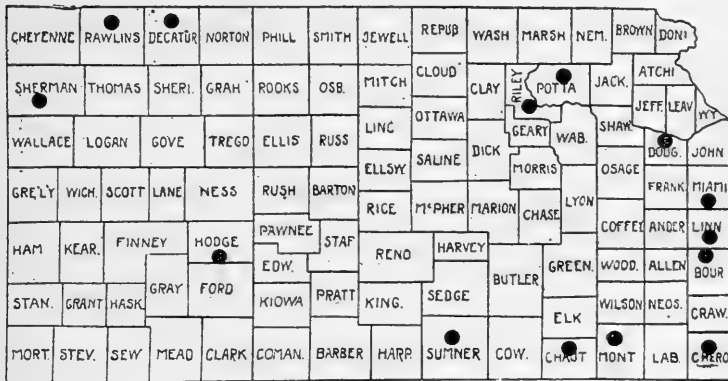 CHEYENNE RAWLINS DECATUR NORTON PHILL SMITH JEWELL REPUB WASH MARSH NEM. BROWN DONI
SHERMAN THOMAS SHERI. GRAH ROOKS OSB. MITCH CLOUD CLAY RILEY POTTA JACK. ATCHI
JEFF LEAV. WY
LINC OTTAWA GEARY WAB. SHAW. DOUG. JOHN
WALLACE LOGAN GOVE TREGO ELLIS RUSS ELLSW. SALINE DICK MORRIS OSAGE
GRE'LY WICH. SCOTT LANE NESS RUSH BARTON RICE McPHER MARION CHASE LYON FRANK MIAMI
COFFEY ANDER LINN
HAM KEAR. FINNEY HODGE PAWNEE STAF RENO HARVEY
GRAY FORD EDW. BUTLER GREEN. WOOD. ALLEN BOUR
STAN. GRANT HASK. KIOWA PRATT KING. SEDGE ELK WILSON NEOS. CRAW.
MORT. STEV. SEW MEAD CLARK COMAN. BARBER HARP. SUMNER COW. CHAUT MONT LAB. CHERO